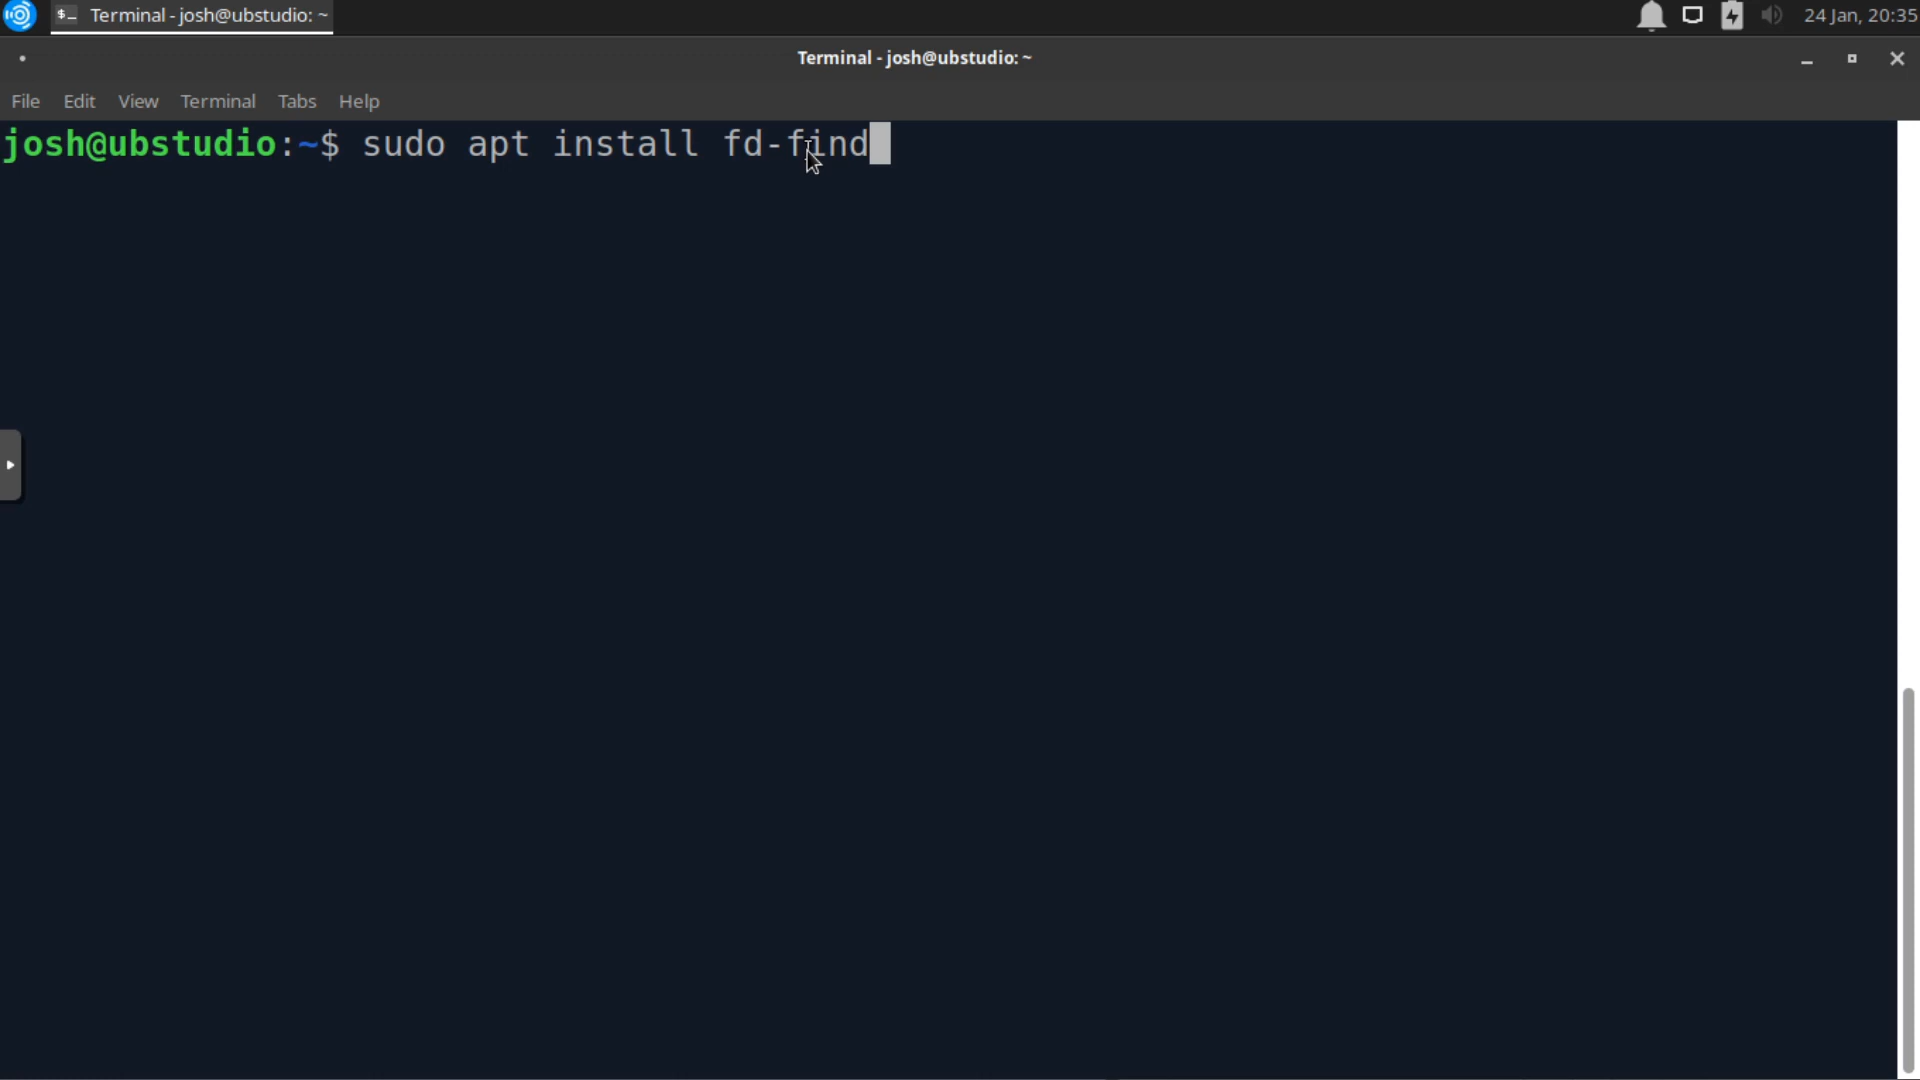 Terminal - josh@ubstudio: ~
24 Jan, 20:35
Terminal - josh@ubstudio: ~
File Edit View Terminal Tabs Help
josh@ubstudio:~$ sudo apt install fd-find